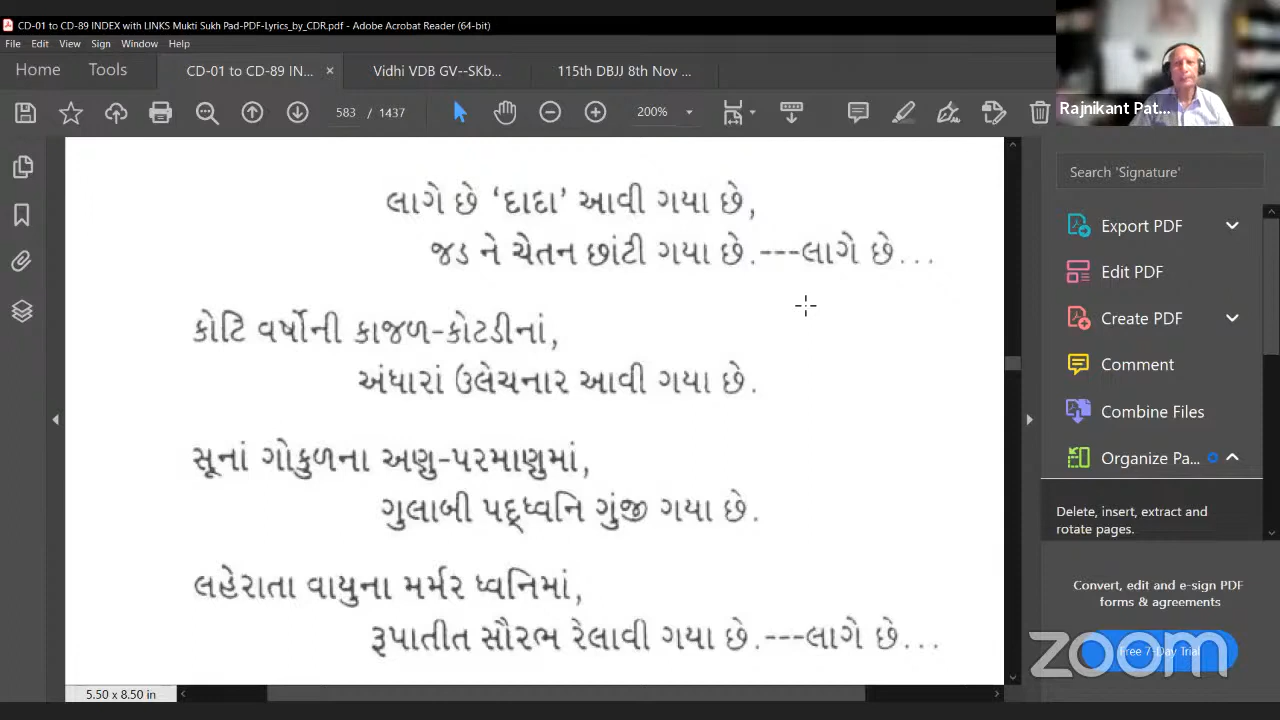 CD-01 to CD-89 INDEX with LINKS Mukti Sukh Pad-PDF-Lyrics_by_CDR.pdf - Adobe Acrobat Reader (64-bit)
File Edit View Sign Window Help
Home Tools CD-01 to CD-89 IN... × Vidhi VDB GV--SKb... 115th DBJJ 8th Nov ...
583 / 1437 200%
Rajnikant Pat...
લાગે છે ‘દાદા’ આવી ગયા છે,
જડ ને ચેતન છાંટી ગયા છે.---લાગે છે...
કોટિ વર્ષોની કાજળ-કોટડીનાં,
અંધારાં ઉલેચનાર આવી ગયા છે.
સૂનાં ગોકુળના અણુ-પરમાણુમાં,
ગુલાબી પદ્ધ્વનિ ગુંજી ગયા છે.
લહેરાતા વાયુના મર્મર ધ્વનિમાં,
રૂપાતીત સૌરભ રેલાવી ગયા છે.---લાગે છે...
5.50 x 8.50 in
Search 'Signature'
Export PDF
Edit PDF
Create PDF
Comment
Combine Files
Organize Pa...
Delete, insert, extract and
rotate pages.
Convert, edit and e-sign PDF
forms & agreements
Free 7-Day Trial
zoom